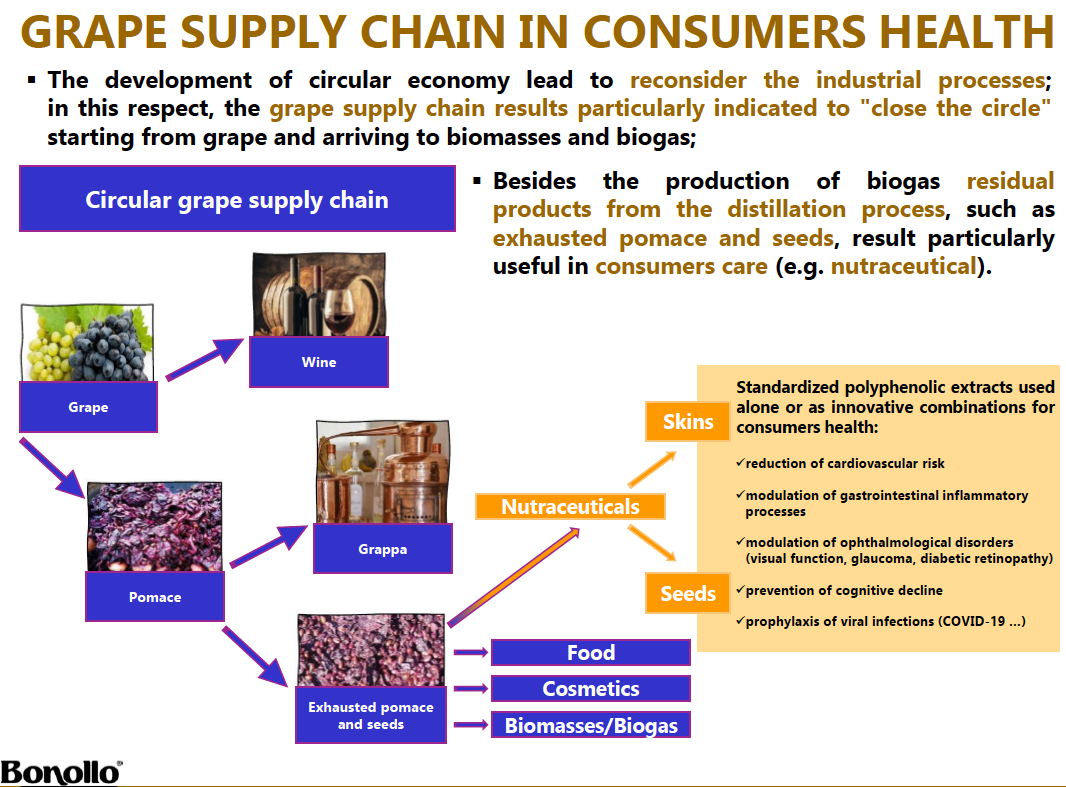 GRAPE SUPPLY CHAIN IN CONSUMERS HEALTH
▪ The development of circular economy lead to reconsider the industrial processes;
in this respect, the grape supply chain results particularly indicated to "close the circle"
starting from grape and arriving to biomasses and biogas;
Circular grape supply chain
▪ Besides the production of biogas residual
products from the distillation process, such as
exhausted pomace and seeds, result particularly
useful in consumers care (e.g. nutraceutical).
Wine
Grape
Standardized polyphenolic extracts used
alone or as innovative combinations for
consumers health:
Skins
✓reduction of cardiovascular risk
✓modulation of gastrointestinal inflammatory
processes
Nutraceuticals
✓modulation of ophthalmological disorders
(visual function, glaucoma, diabetic retinopathy)
Grappa
Pomace
Seeds
✓prevention of cognitive decline
✓prophylaxis of viral infections (COVID-19 ...)
Food
Cosmetics
Biomasses/Biogas
Exhausted pomace
and seeds
Bonollo®